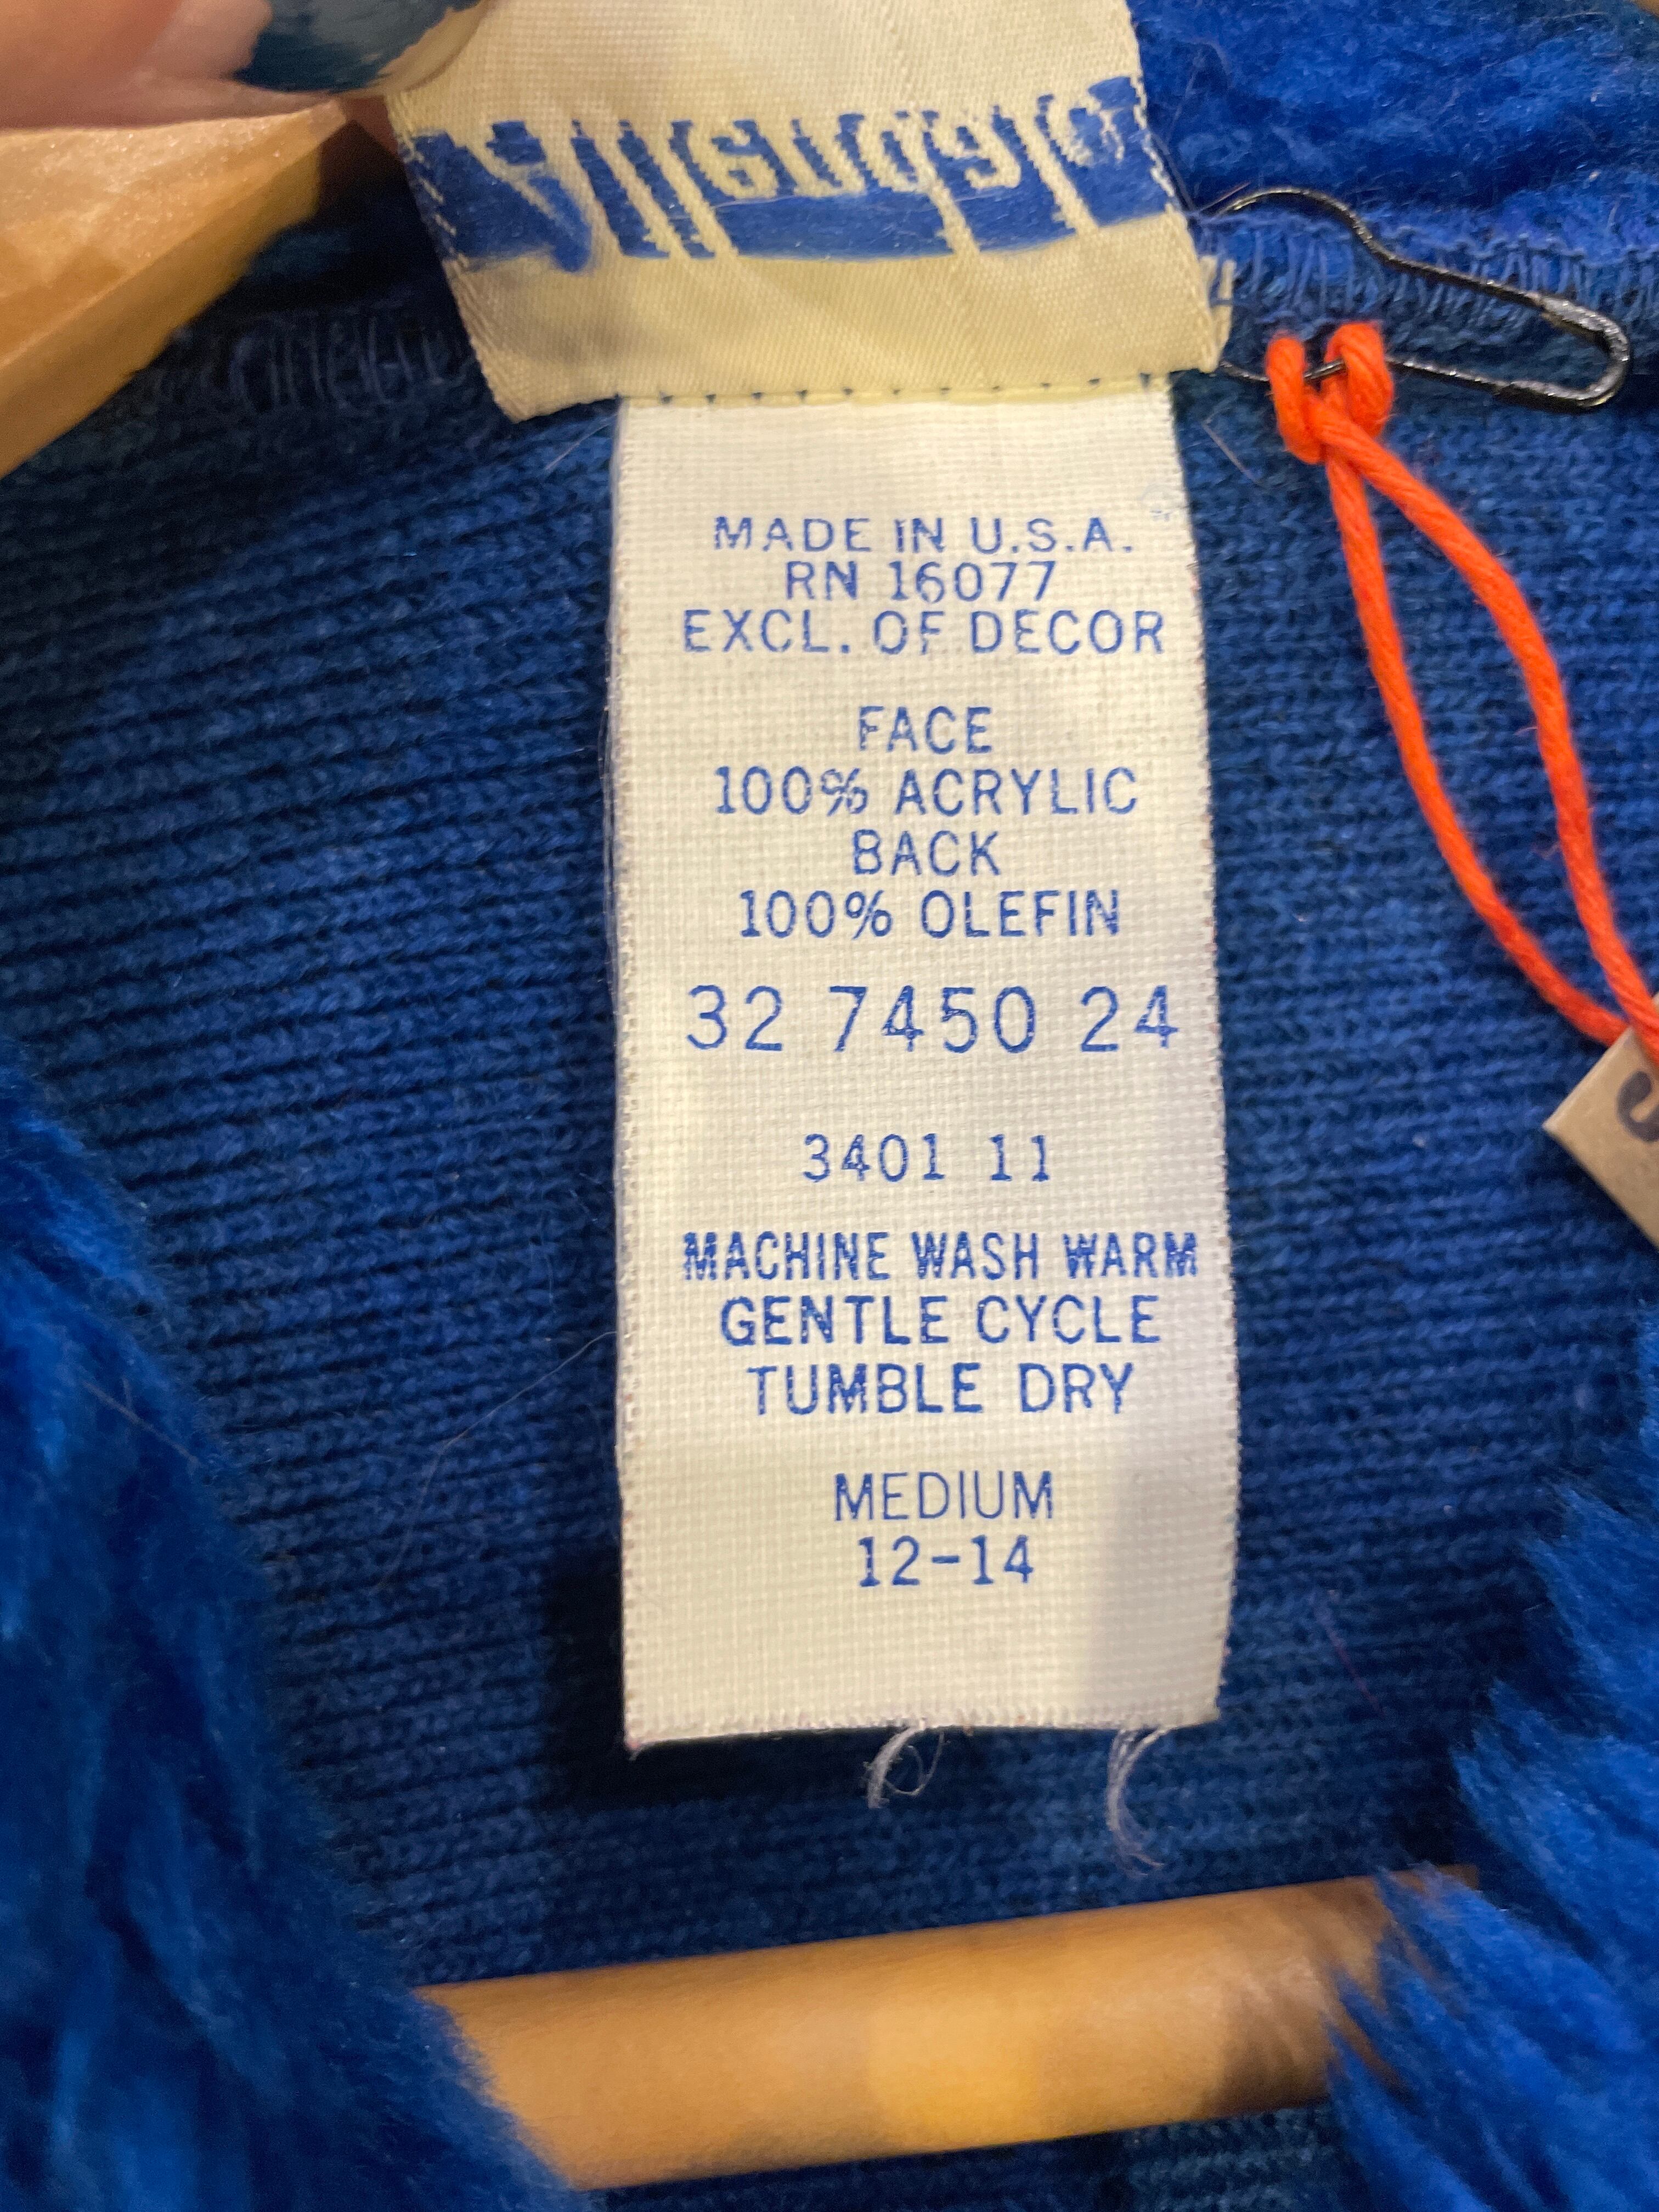 MADE IN U.S.A.
RN 16077
EXCL. OF DECOR
FACE
100% ACRYLIC
BACK
100% OLEFIN
32 7450 24
3401 11
MACHINE WASH WARM
GENTLE CYCLE
TUMBLE DRY
MEDIUM
12-14